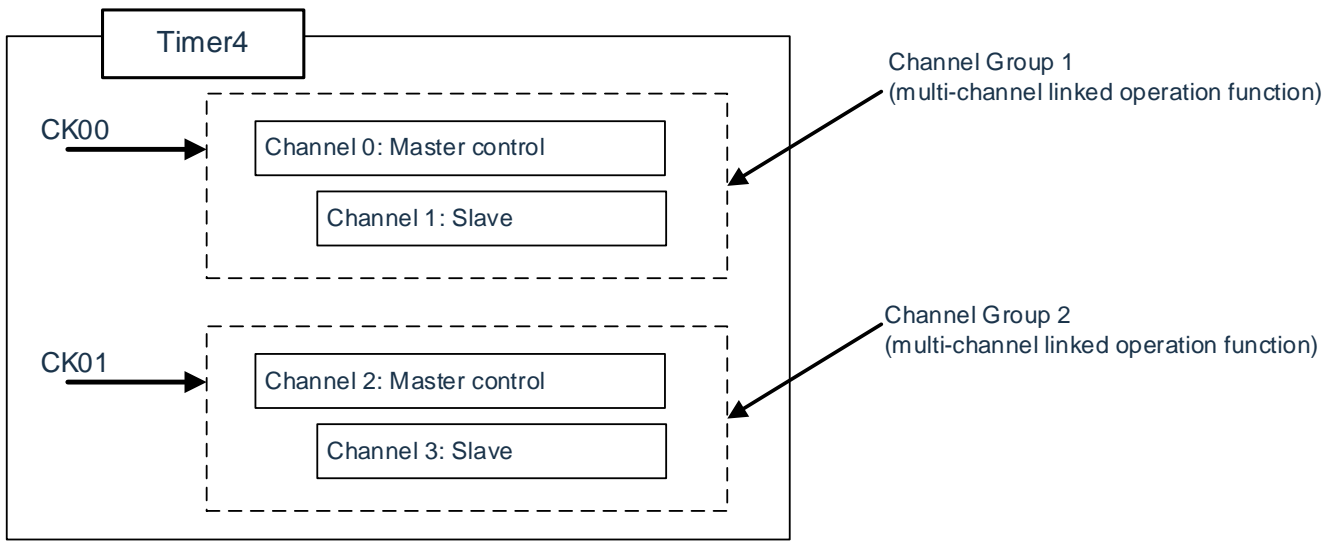 Timer4
Channel Group 1
(multi-channel linked operation function)
CK00
Channel 0: Master control
Channel 1: Slave
Channel Group 2
(multi-channel linked operation function)
CK01
Channel 2: Master control
Channel 3: Slave